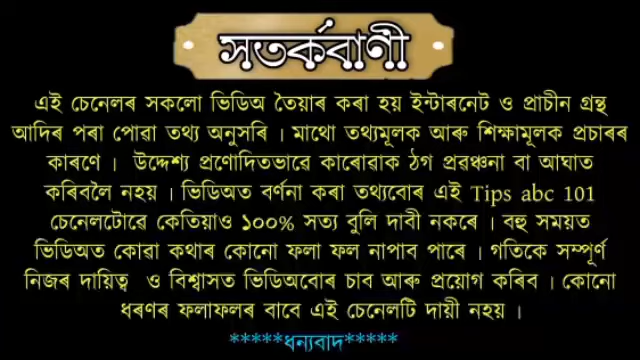 সতৰ্কবাণী
এই চেনেলৰ সকলো ভিডিঅ তৈয়াৰ কৰা হয় ইন্টাৰনেট ও প্ৰাচীন গ্ৰন্থ
আদিৰ পৰা পোৱা তথ্য অনুসৰি । মাথো তথ্যমূলক আৰু শিক্ষামূলক প্ৰচাৰৰ
কাৰণে । উদ্দেশ্য প্ৰণোদিতভাৱে কাৰোৱাক ঠগ প্ৰৱঞ্চনা বা আঘাত
কৰিবলৈ নহয় । ভিডিঅত বৰ্ণনা কৰা তথ্যবোৰ এই Tips abc 101
চেনেলটোৱে কেতিয়াও ১০০% সত্য বুলি দাবী নকৰে । বহু সময়ত
ভিডিঅত কোৱা কথাৰ কোনো ফলা ফল নাপাব পাৰে । গতিকে সম্পূৰ্ণ
নিজৰ দায়িত্ব ও বিশ্বাসত ভিডিঅবোৰ চাব আৰু প্ৰয়োগ কৰিব । কোনো
ধৰণৰ ফলাফলৰ বাবে এই চেনেলটি দায়ী নহয় ।
*****ধন্যবাদ*****